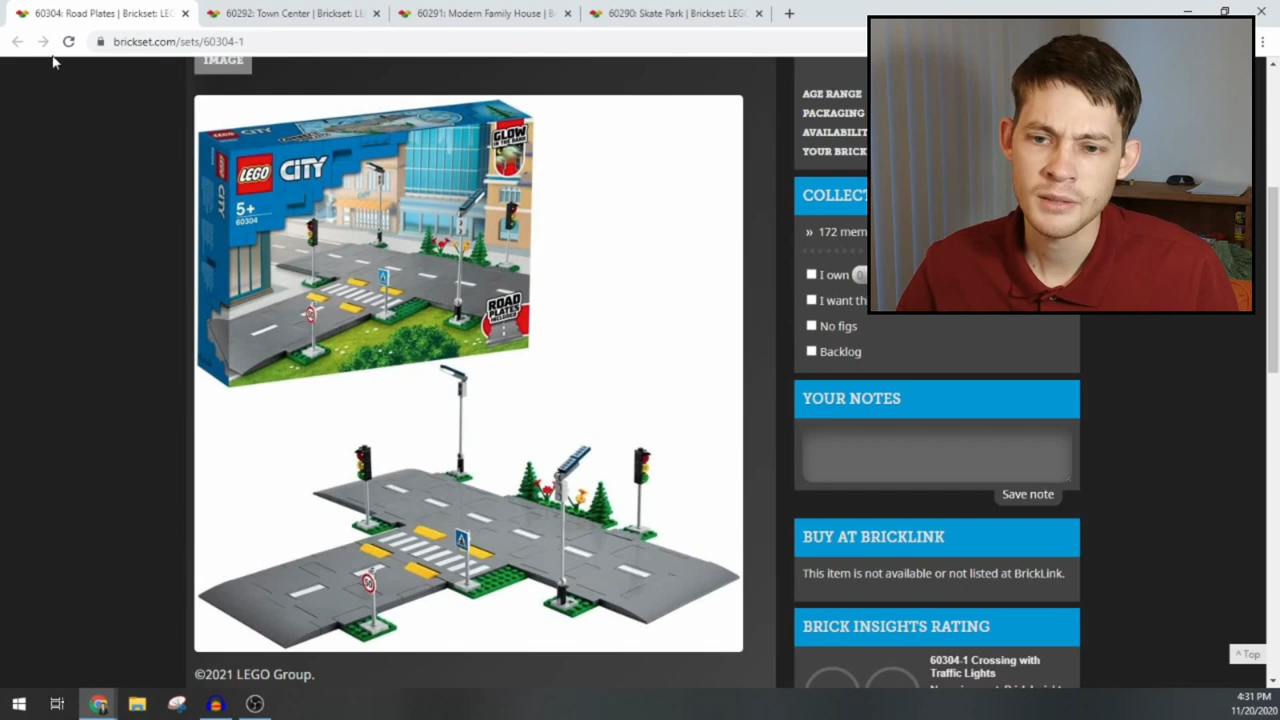 60304: Road Plates | Brickset: LEG
60292: Town Center | Brickset: LE
60291: Modern Family House | B
60290: Skate Park | Brickset: LEG
brickset.com/sets/60304-1
IMAGE
LEGO CITY
LEGO
CITY
5+
60304
GLOW
IN THE DARK
ROAD
PLATES
INCLUDED
©2021 LEGO Group.
AGE RANGE
PACKAGING
AVAILABILIT
YOUR BRICK
COLLECT
» 172 mem
I own 0
I want th
No figs
Backlog
YOUR NOTES
Save note
BUY AT BRICKLINK
This item is not available or not listed at BrickLink.
BRICK INSIGHTS RATING
60304-1 Crossing with
Traffic Lights
^ Top
4:31 PM
11/20/2020